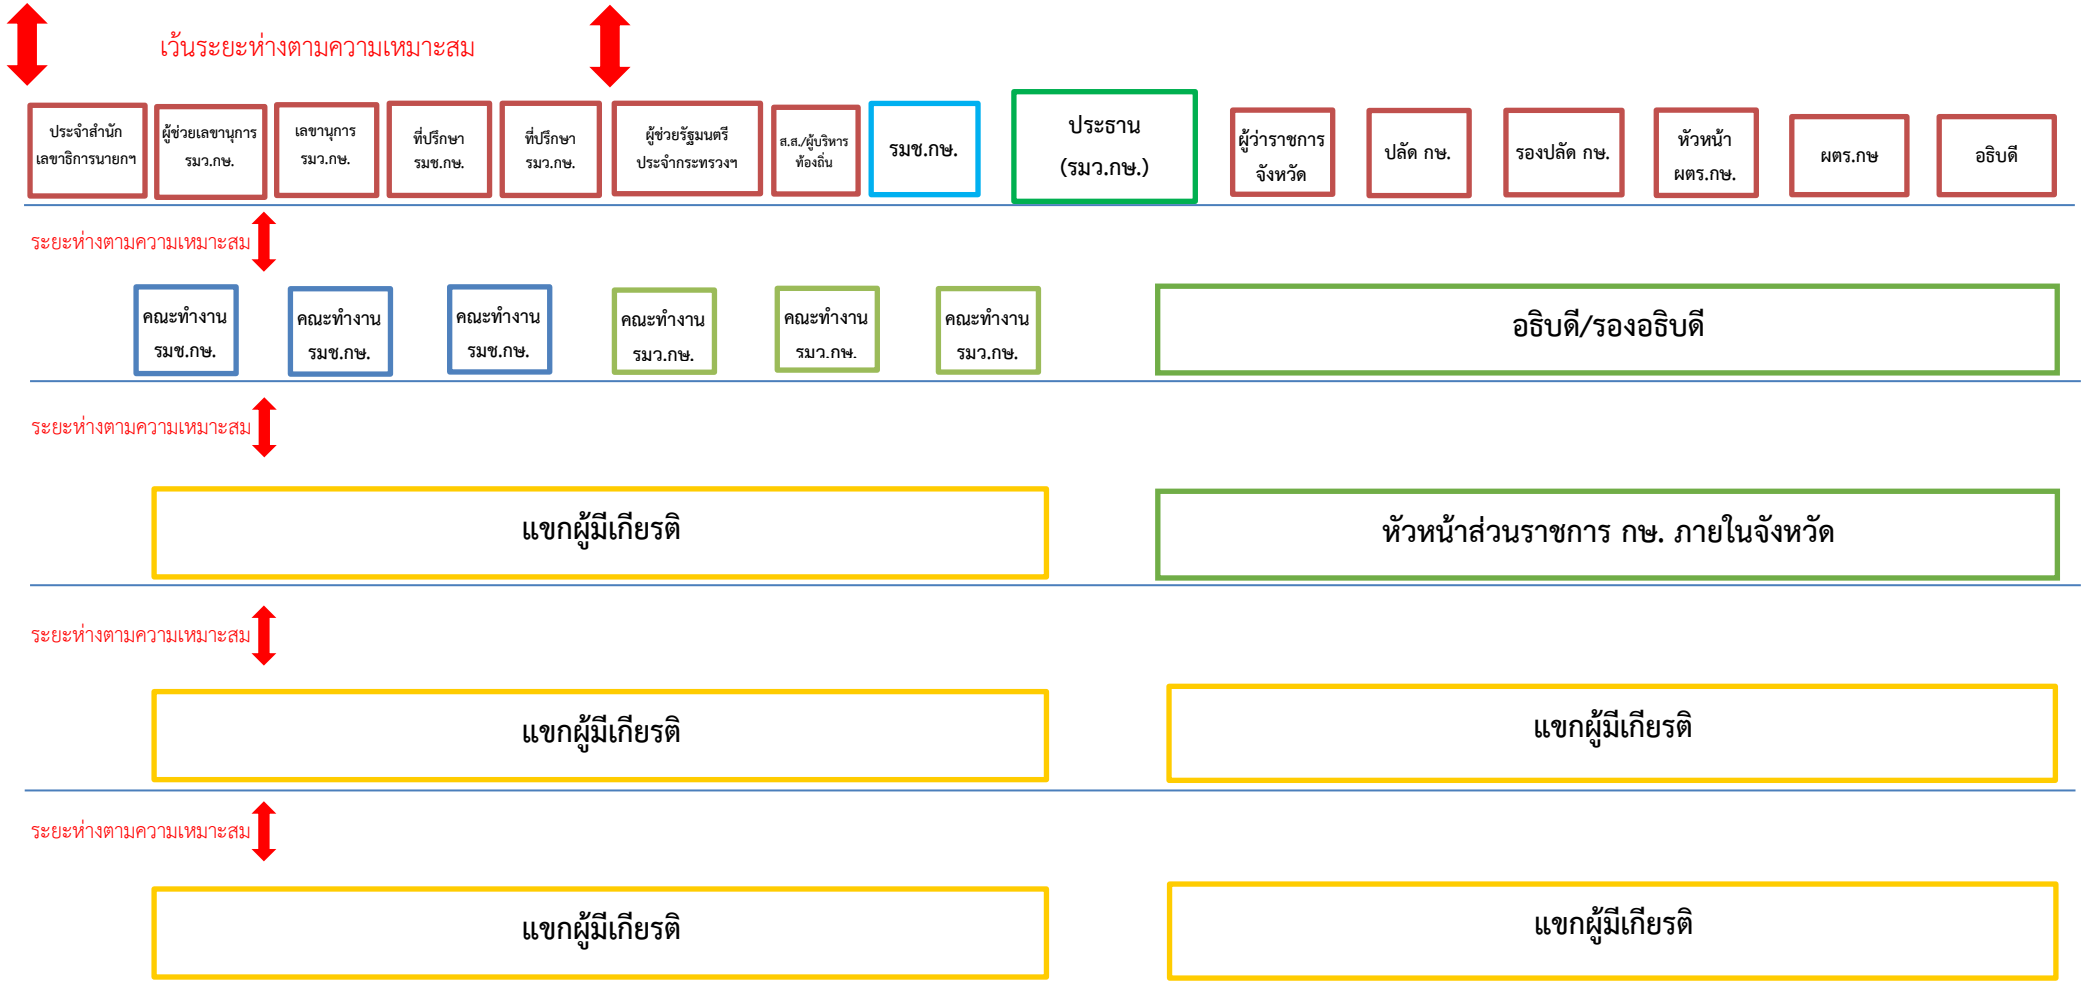 เว้นระยะห่างตามความเหมาะสม
ประจำสำนัก
เลขาธิการนายกฯ
ผู้ช่วยเลขานุการ
รมว.กษ.
เลขานุการ
รมว.กษ.
ที่ปรึกษา
รมช.กษ.
ที่ปรึกษา
รมว.กษ.
ผู้ช่วยรัฐมนตรี
ประจำกระทรวงฯ
ส.ส./ผู้บริหาร
ท้องถิ่น
รมช.กษ.
ประธาน
(รมว.กษ.)
ผู้ว่าราชการ
จังหวัด
ปลัด กษ.
รองปลัด กษ.
หัวหน้า
ผตร.กษ.
ผตร.กษ
อธิบดี
ระยะห่างตามความเหมาะสม
คณะทำงาน
รมช.กษ.
คณะทำงาน
รมช.กษ.
คณะทำงาน
รมช.กษ.
คณะทำงาน
รมว.กษ.
คณะทำงาน
รมว.กษ.
คณะทำงาน
รมว.กษ.
อธิบดี/รองอธิบดี
ระยะห่างตามความเหมาะสม
แขกผู้มีเกียรติ
หัวหน้าส่วนราชการ กษ. ภายในจังหวัด
ระยะห่างตามความเหมาะสม
แขกผู้มีเกียรติ
แขกผู้มีเกียรติ
ระยะห่างตามความเหมาะสม
แขกผู้มีเกียรติ
แขกผู้มีเกียรติ